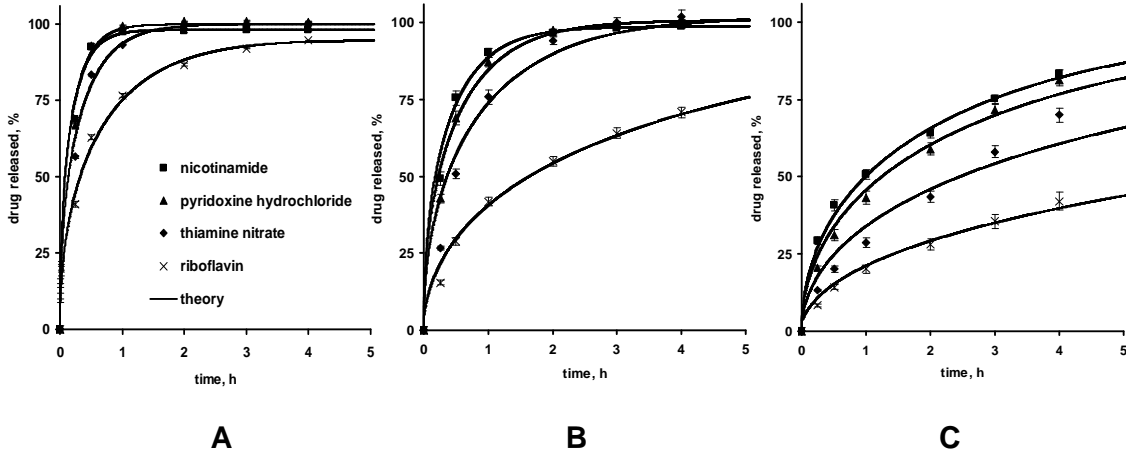 100
75
50
25
0
drug released, %
0 1 2 3 4 5
time, h
nicotinamide
pyridoxine hydrochloride
thiamine nitrate
riboflavin
theory
A
100
75
50
25
0
drug released, %
0 1 2 3 4 5
time, h
B
100
75
50
25
0
drug released, %
0 1 2 3 4 5
time, h
C